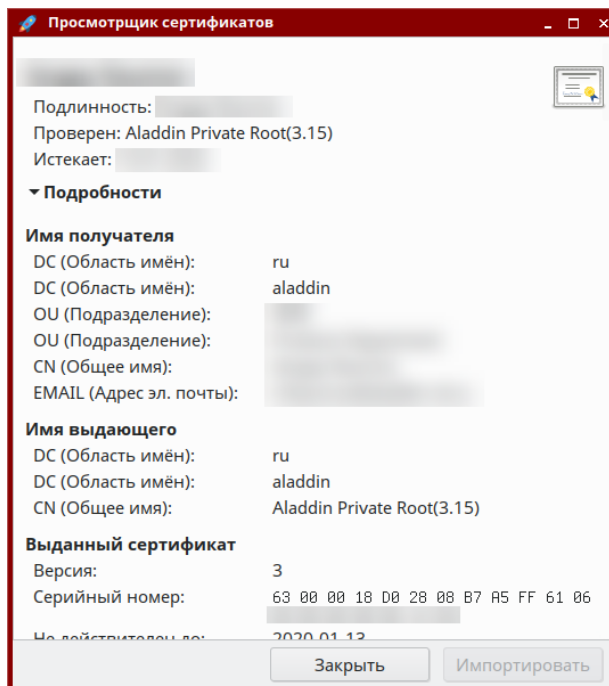 Просмотрщик сертификатов
Подлинность:
Проверен: Aladdin Private Root(3.15)
Истекает:
Подробности
Имя получателя
DC (Область имён): ru
DC (Область имён): aladdin
OU (Подразделение):
OU (Подразделение):
CN (Общее имя):
EMAIL (Адрес эл. почты):
Имя выдающего
DC (Область имён): ru
DC (Область имён): aladdin
CN (Общее имя): Aladdin Private Root(3.15)
Выданный сертификат
Версия: 3
Серийный номер: 63 00 00 18 D0 28 08 B7 A5 FF 61 06
Не действителен до: 2020-01-13
Закрыть Импортировать